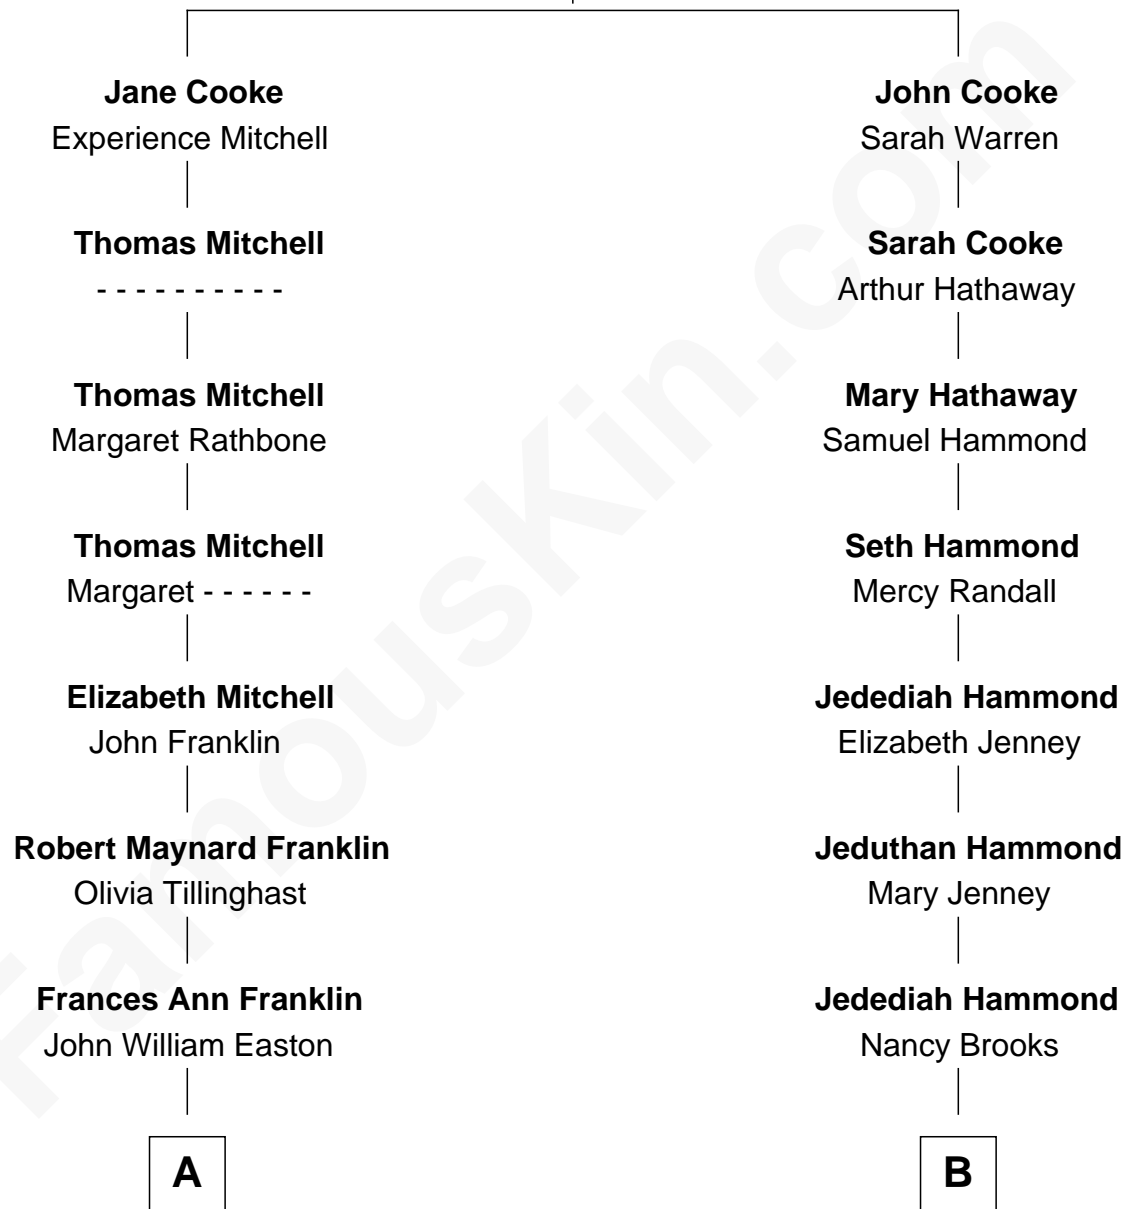 Jane Cooke
Experience Mitchell
Thomas Mitchell
- - - - - - - - - -
Thomas Mitchell
Margaret Rathbone
Thomas Mitchell
Margaret - - - - - -
Elizabeth Mitchell
John Franklin
Robert Maynard Franklin
Olivia Tillinghast
Frances Ann Franklin
John William Easton
A
John Cooke
Sarah Warren
Sarah Cooke
Arthur Hathaway
Mary Hathaway
Samuel Hammond
Seth Hammond
Mercy Randall
Jedediah Hammond
Elizabeth Jenney
Jeduthan Hammond
Mary Jenney
Jedediah Hammond
Nancy Brooks
B
FamousKin.com